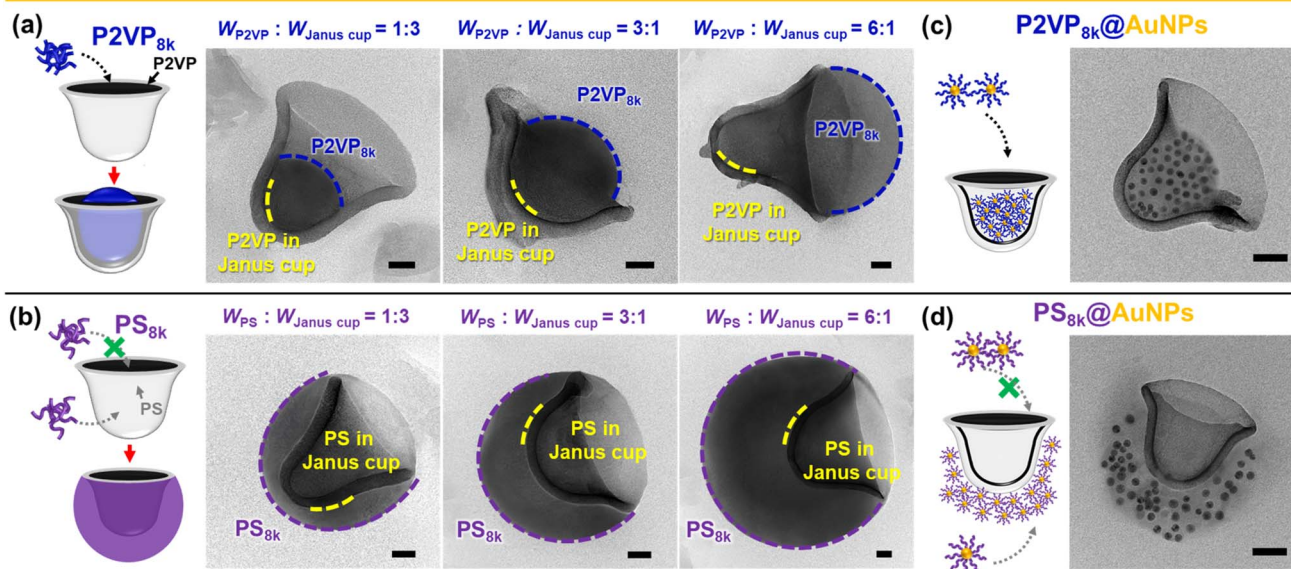 (a)
P2VP8k
P2VP
WP2VP : WJanus cup = 1:3
P2VP8k
P2VP in
Janus cup
WP2VP : WJanus cup = 3:1
P2VP8k
P2VP in
Janus cup
WP2VP : WJanus cup = 6:1
P2VP8k
P2VP in
Janus cup
(c)
P2VP8k@AuNPs
(b)
PS8k
PS
WPS : WJanus cup = 1:3
PS in
Janus cup
PS8k
WPS : WJanus cup = 3:1
PS in
Janus cup
PS8k
WPS : WJanus cup = 6:1
PS in
Janus cup
PS8k
(d)
PS8k@AuNPs